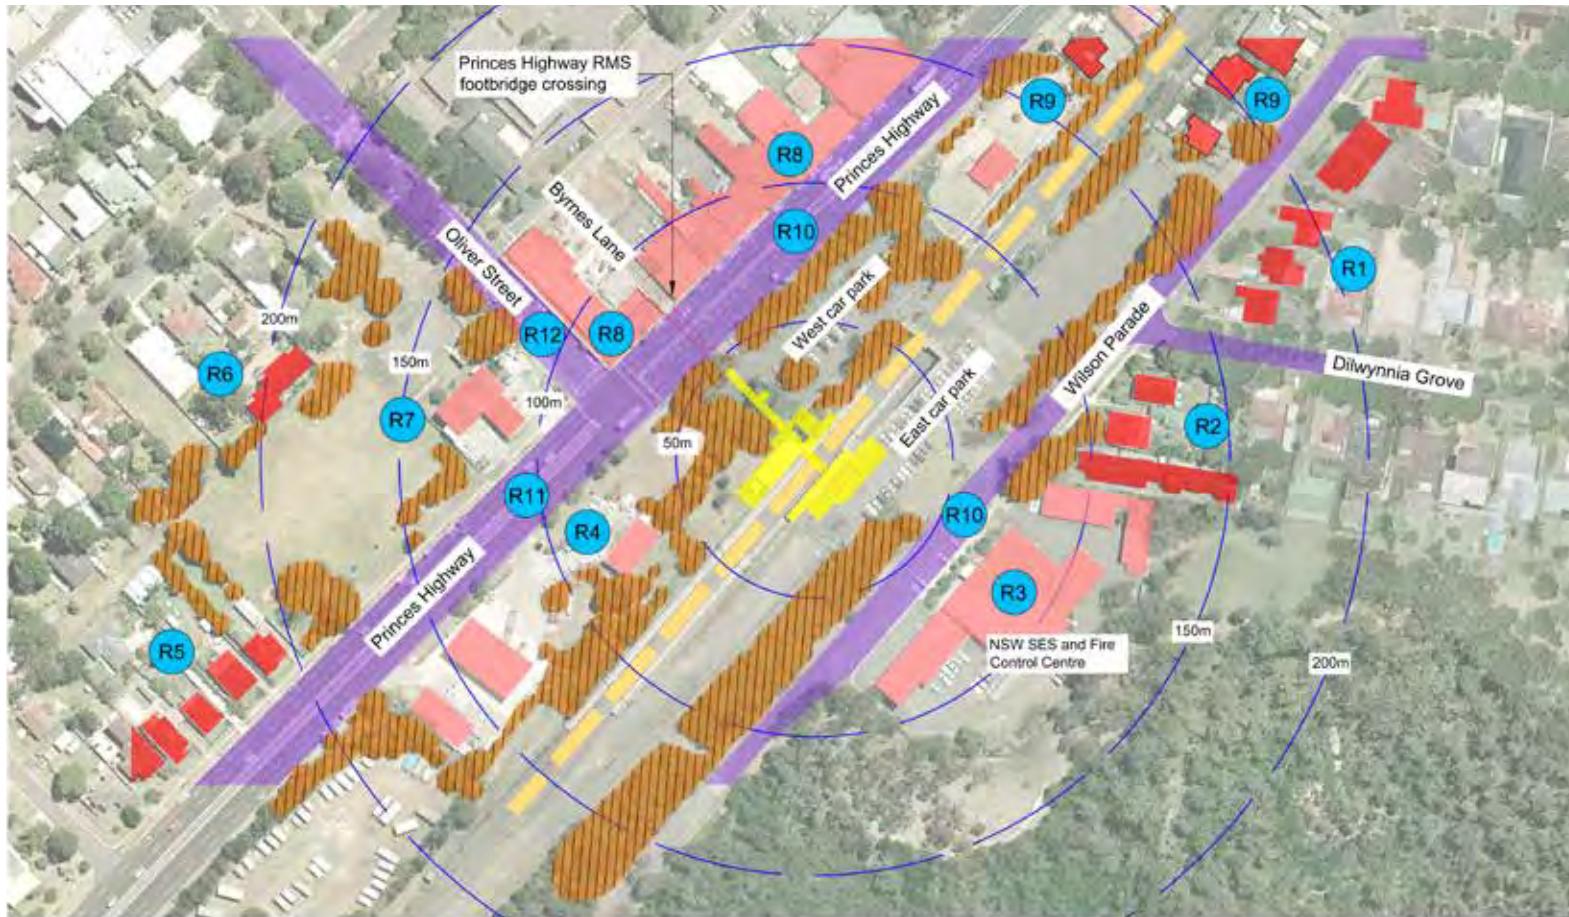 Princes Highway RMS
footbridge crossing
R9
R9
R8
Princes Highway
Byrnes Lane
R10
Oliver Street
R1
200m
R12
R8
West car park
Wilson Parade
R6
150m
Dilwynnia Grove
100m
R7
East car park
R2
50m
R11
R10
R4
R3
Princes Highway
150m
NSW SES and Fire
Control Centre
R5
200m